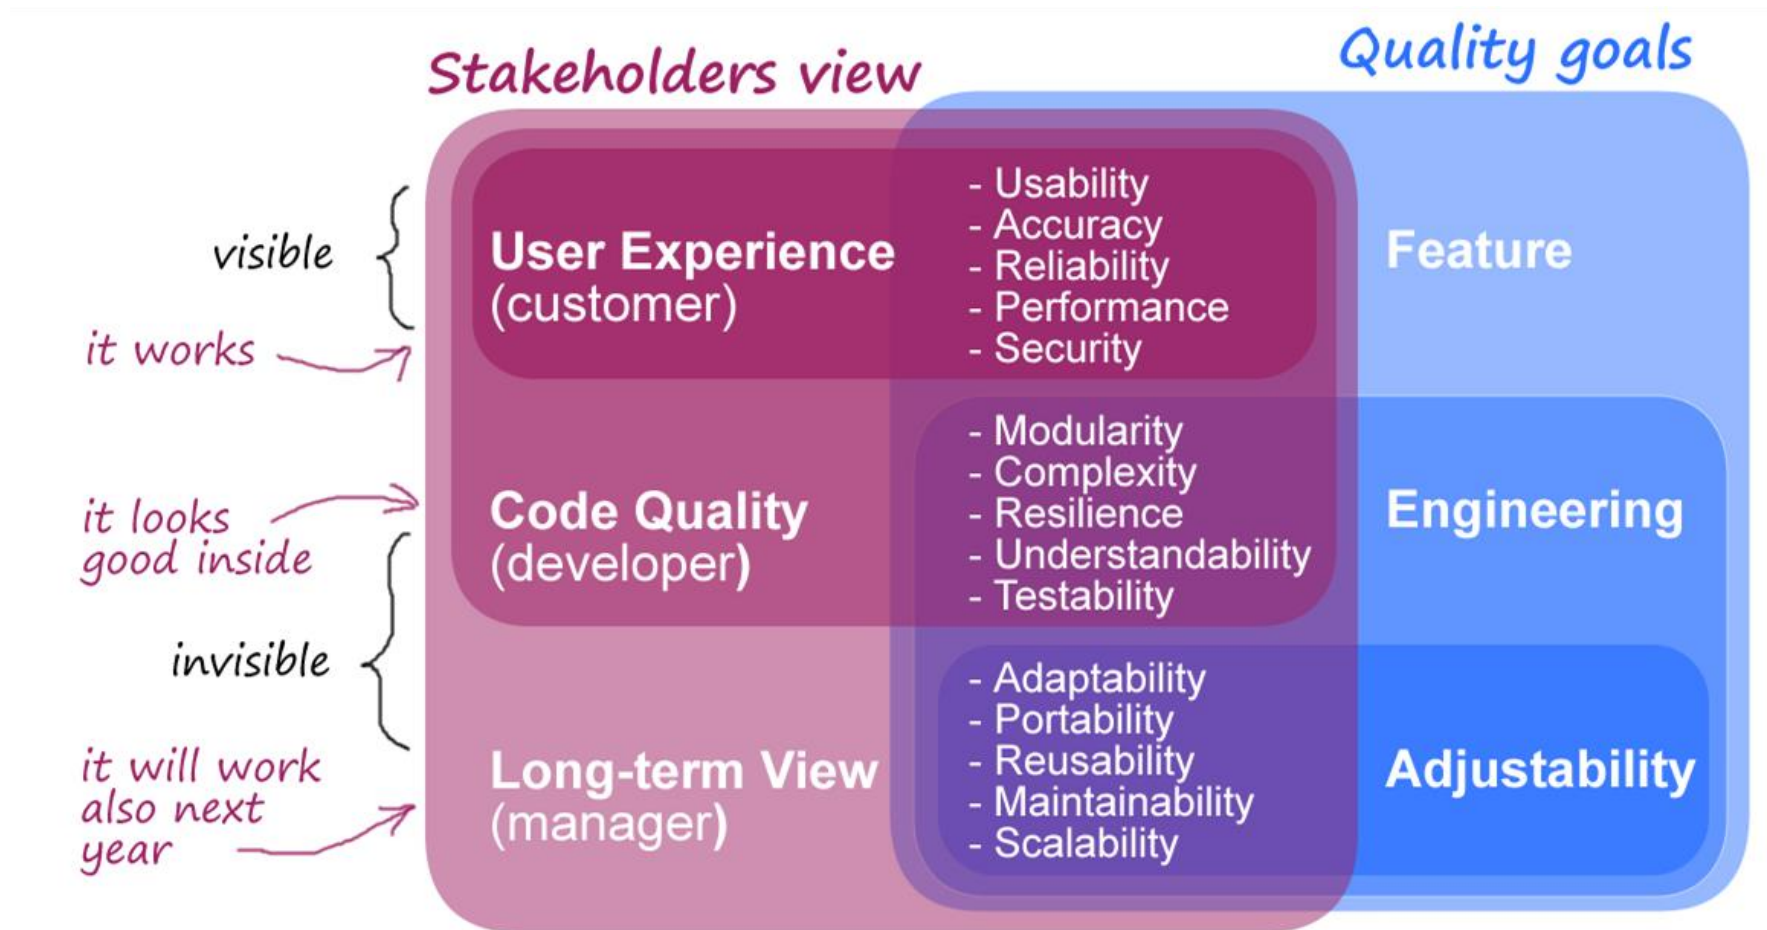 Stakeholders view
Quality goals
visible
it works
it looks
good inside
invisible
it will work
also next
year
User Experience
(customer)
- Usability
- Accuracy
- Reliability
- Performance
- Security
Feature
Code Quality
(developer)
- Modularity
- Complexity
- Resilience
- Understandability
- Testability
Engineering
Long-term View
(manager)
- Adaptability
- Portability
- Reusability
- Maintainability
- Scalability
Adjustability